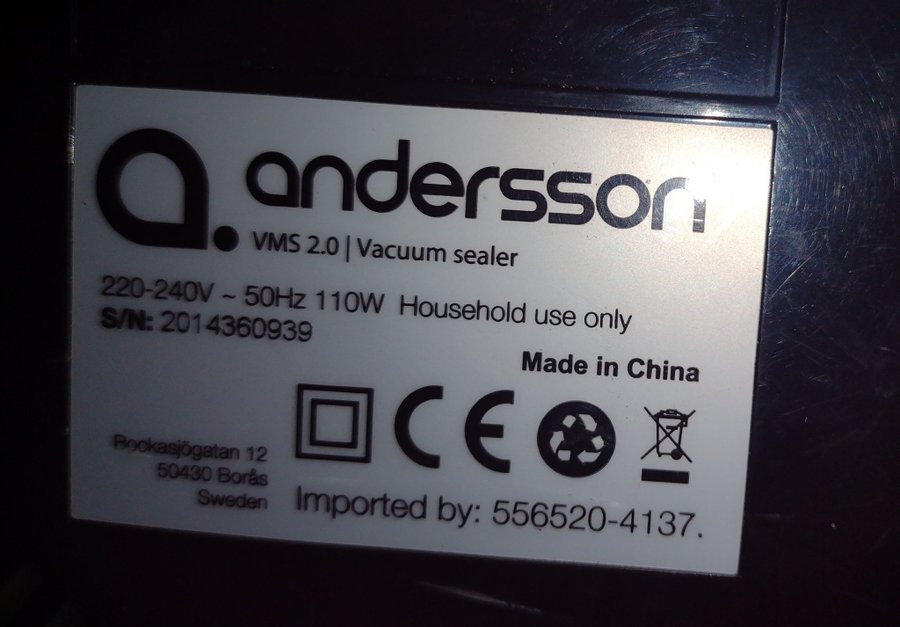 a.
andersson
VMS 2.0 | Vacuum sealer
220-240V ~ 50Hz 110W Household use only
S/N: 2014360939
Made in China
CE
Rockasjögatan 12
50430 Borås
Sweden
Imported by: 556520-4137.